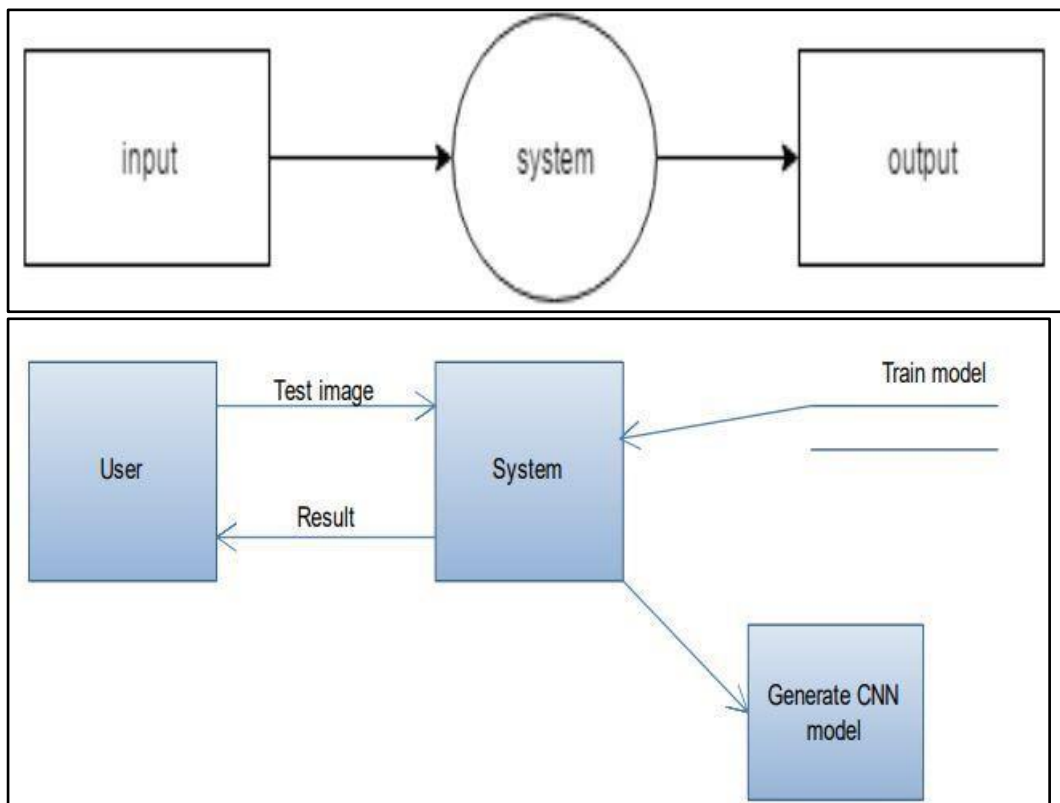 input
system
output
Test image
Train model
User
System
Result
Generate CNN
model